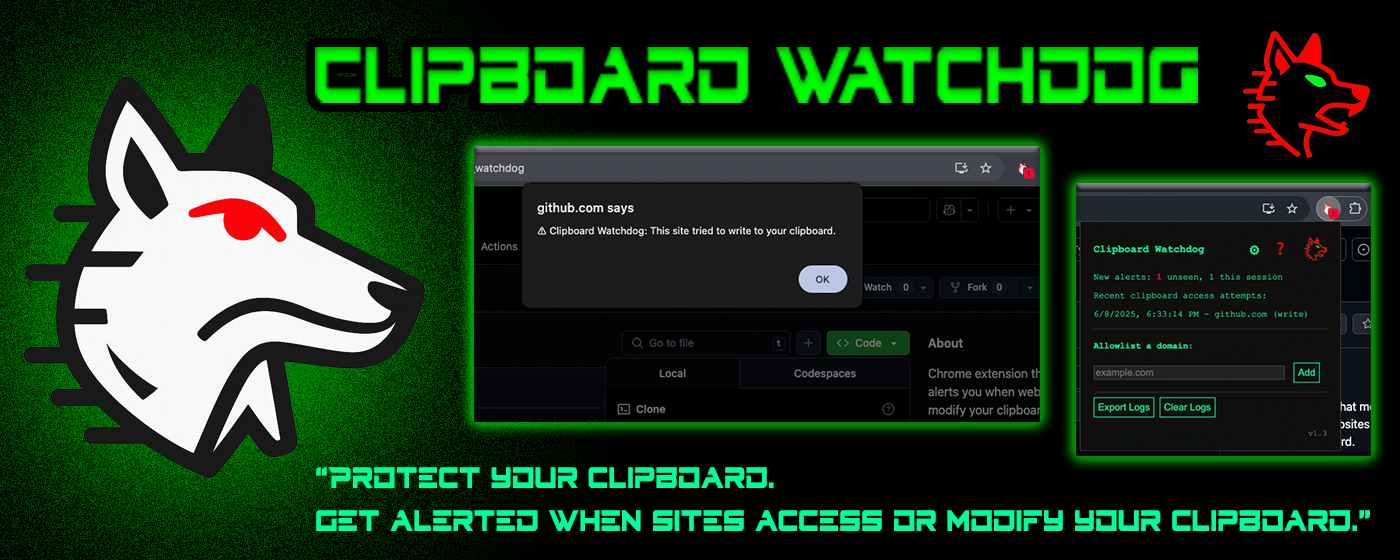 CLIPBOARD WATCHDOG
watchdog
github.com says
⚠ Clipboard Watchdog: This site tried to write to your clipboard.
OK
Actions
Watch 0
Fork 0
Go to file t
Code
About
Local
Codespaces
Chrome extension th
alerts you when web
modify your clipboar
Clone
Clipboard Watchdog ?
New alerts: 1 unseen, 1 this session
Recent clipboard access attempts:
6/8/2025, 6:33:14 PM - github.com (write)
Allowlist a domain:
example.com
Add
Export Logs
Clear Logs
hat mo
bsites
rd.
v1.3
“PROTECT YOUR CLIPBOARD.
GET ALERTED WHEN SITES ACCESS OR MODIFY YOUR CLIPBOARD.”